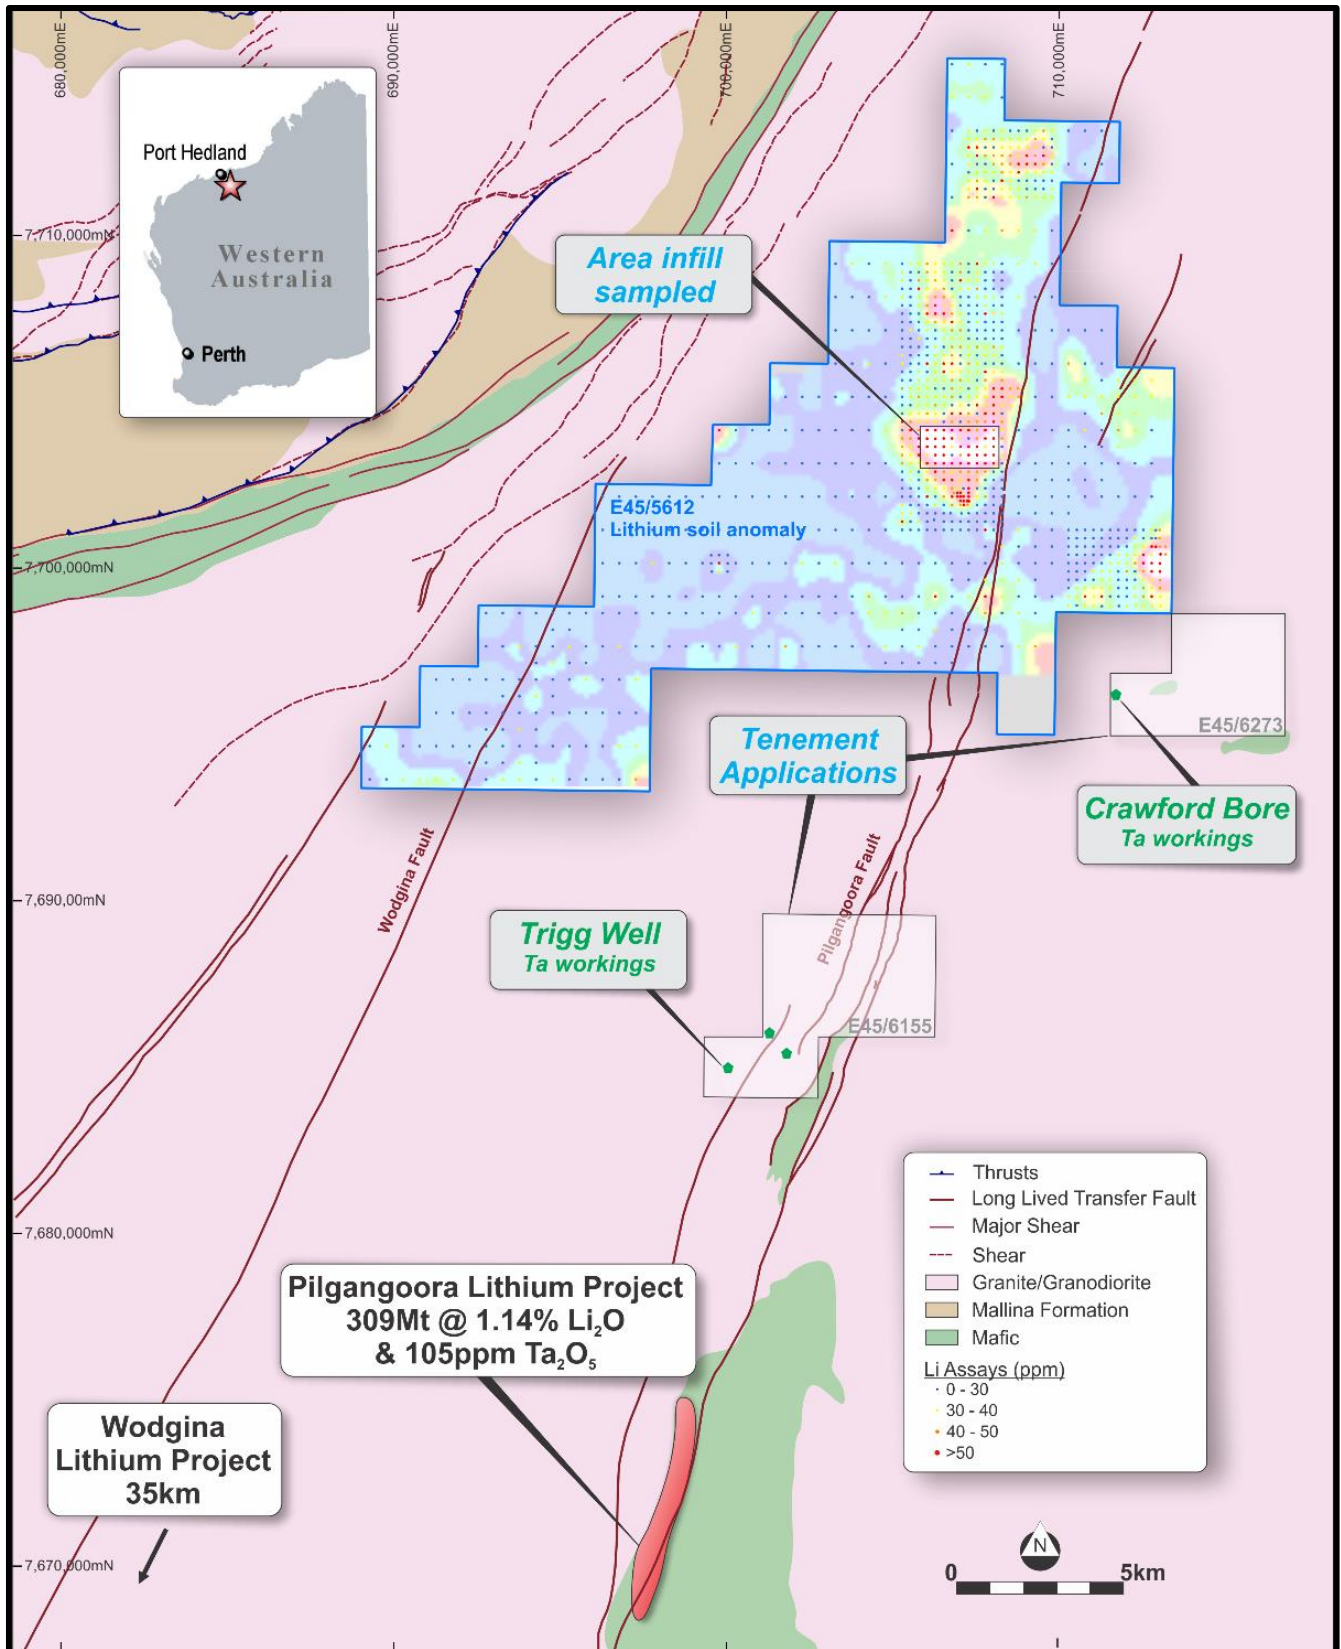 680,000mE
690,000mE
700,000mE
710,000mE
Port Hedland
Western
Australia
Perth
7,710,000mN
Area infill
sampled
E45/5612
Lithium soil anomaly
7,700,000mN
E45/6273
Tenement
Applications
Crawford Bore
Ta workings
Wodgina Fault
Pilgangoora Fault
7,690,00mN
Trigg Well
Ta workings
E45/6155
7,680,000mN
Pilgangoora Lithium Project
309Mt @ 1.14% Li₂O
& 105ppm Ta₂O₅
Wodgina
Lithium Project
35km
7,670,000mN
Thrusts
Long Lived Transfer Fault
Major Shear
Shear
Granite/Granodiorite
Mallina Formation
Mafic
Li Assays (ppm)
0 - 30
30 - 40
40 - 50
>50
N
0 5km